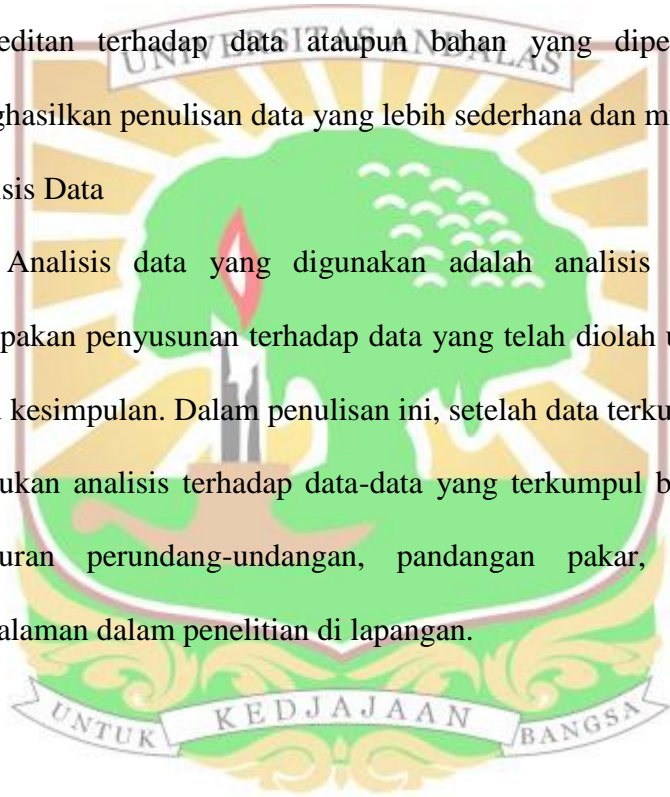 editan terhadap data ataupun bahan yang dipe
UNIVERSITAS ANDALAS
ghasilkan penulisan data yang lebih sederhana dan m
isis Data
Analisis data yang digunakan adalah analisis
pakan penyusunan terhadap data yang telah diolah u
kesimpulan. Dalam penulisan ini, setelah data terku
ukan analisis terhadap data-data yang terkumpul b
uran perundang-undangan, pandangan pakar,
alaman dalam penelitian di lapangan.
UNTUK KEDJAJAAN BANGSA